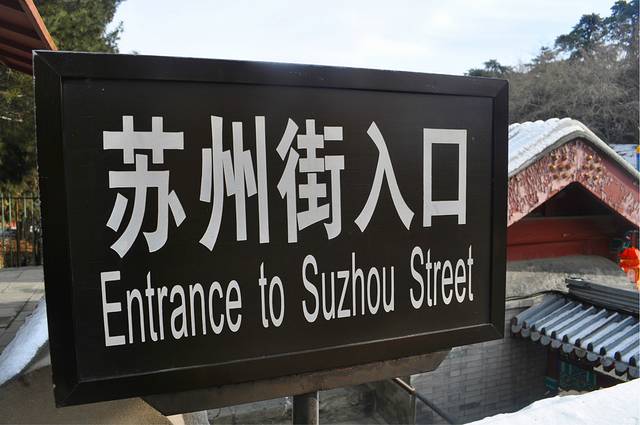 苏州街入口
Entrance to Suzhou Street